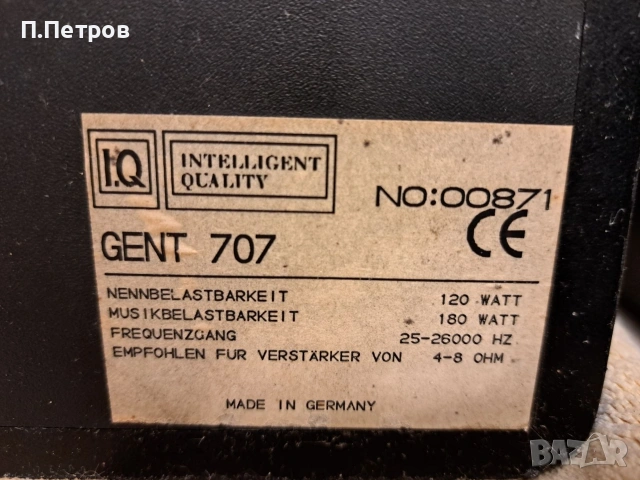 П.Петров
I.Q
INTELLIGENT
QUALITY
NO:00871
CE
GENT 707
NENNBELASTBARKEIT 120 WATT
MUSIKBELASTBARKEIT 180 WATT
FREQUENZGANG 25-26000 HZ
EMPFOHLEN FUR VERSTÄRKER VON 4-8 OHM
MADE IN GERMANY
BAZAR